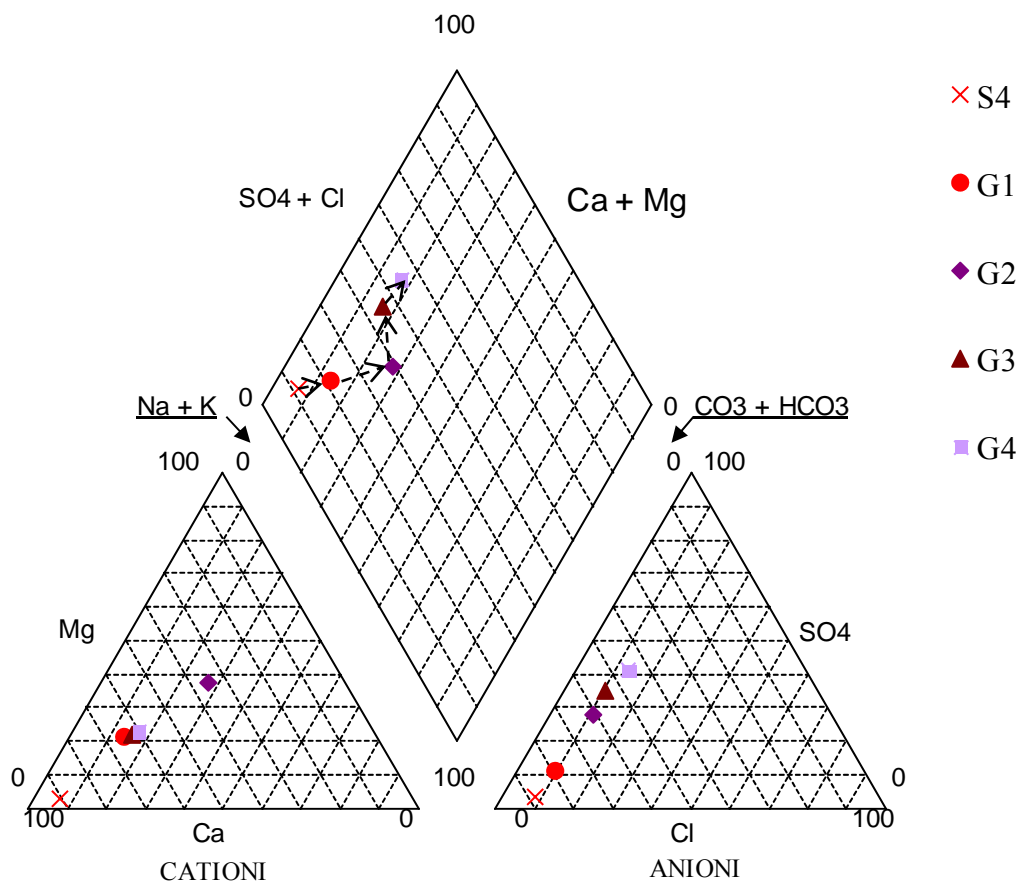 100
SO4 + Cl
Ca + Mg
S4
G1
G2
G3
G4
0
0
Na + K
CO3 + HCO3
100
0
0
100
Mg
SO4
0
100
0
100
0
0
100
Ca
Cl
CATIONI
ANIONI